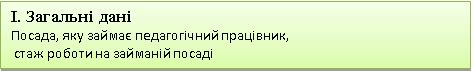 І. Загальні дані
Посада, яку займає педагогічний працівник,
стаж роботи на займаній посаді